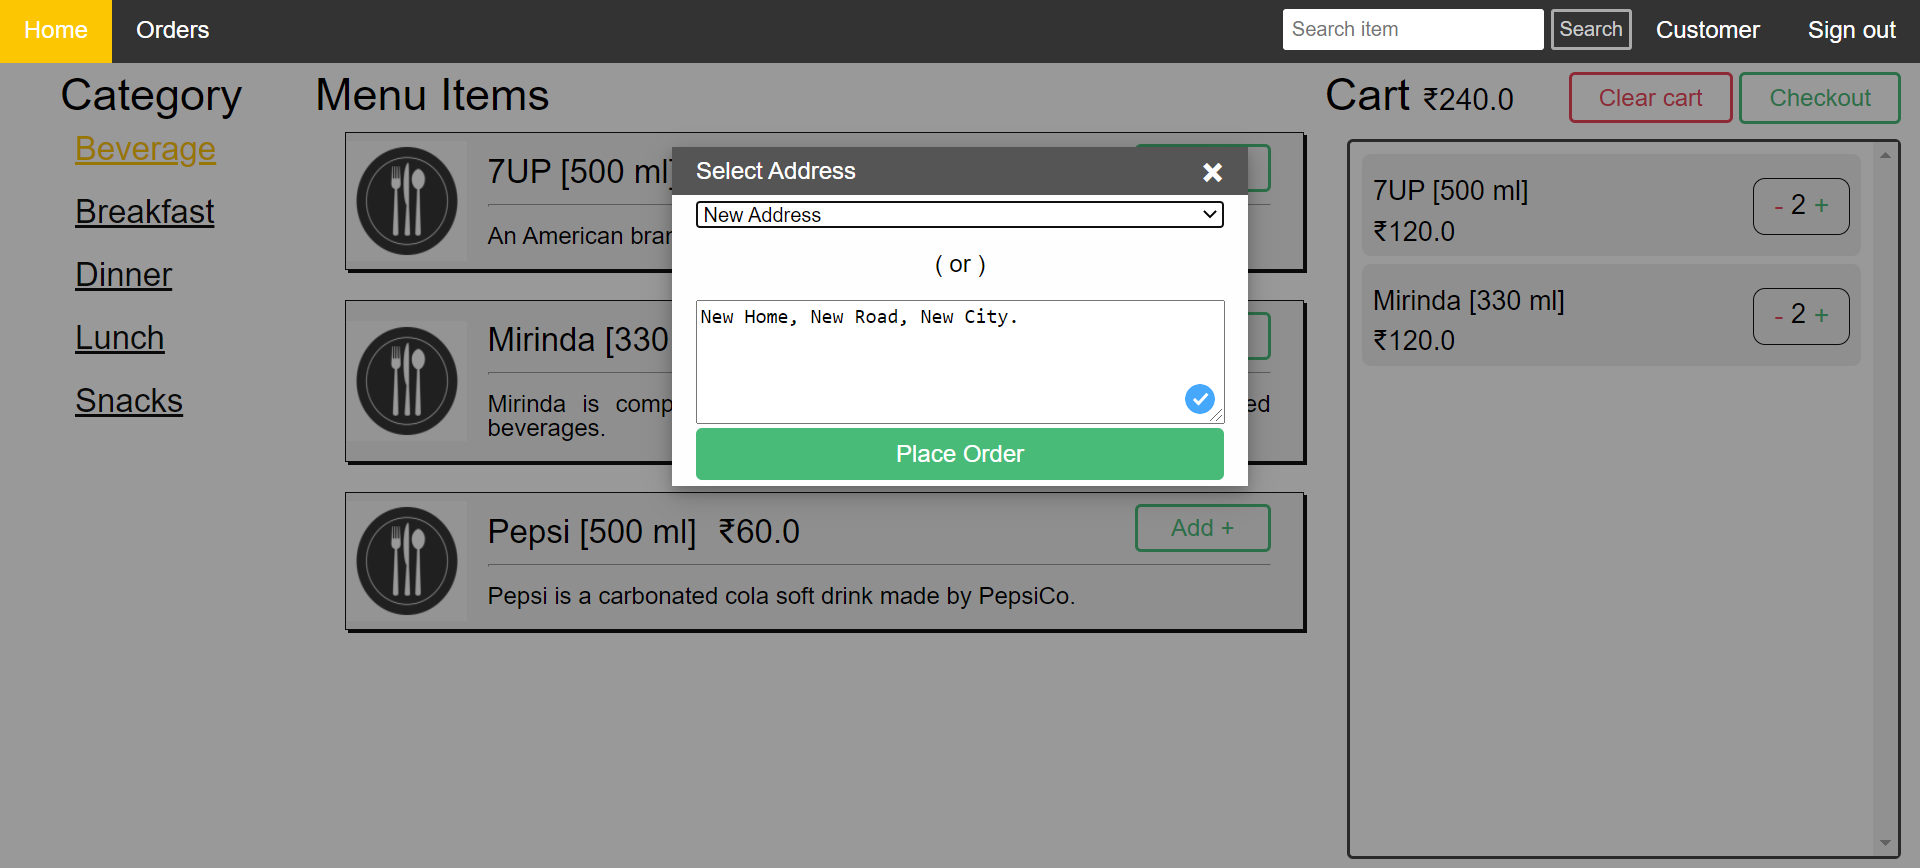 Home
Orders
Search item
Search
Customer
Sign out
Category
Beverage
Breakfast
Dinner
Lunch
Snacks
Menu Items
7UP [500 ml]
An American
Mirinda [330
Mirinda is
beverages.
Pepsi [500 ml] ₹60.0
Add +
Pepsi is a carbonated cola soft drink made by PepsiCo.
Select Address
New Address
( or )
New Home, New Road, New City.
Place Order
Cart ₹240.0
Clear cart
Checkout
7UP [500 ml]
₹120.0
- 2 +
Mirinda [330 ml]
₹120.0
- 2 +